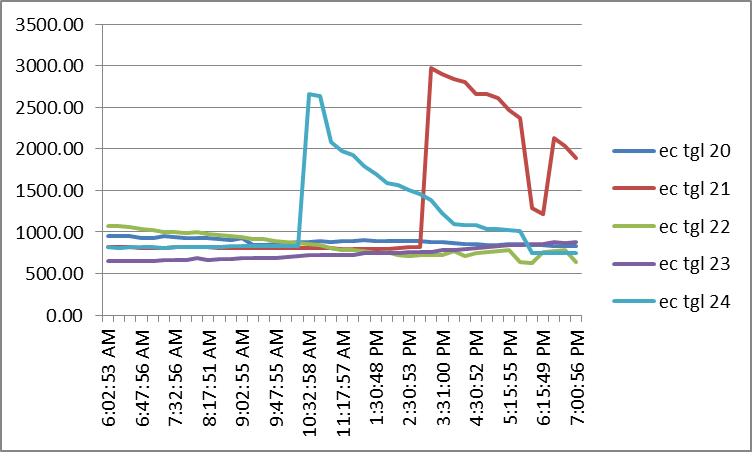 3500.00
3000.00
2500.00
2000.00
1500.00
1000.00
500.00
0.00
6:02:53 AM
6:47:56 AM
7:32:56 AM
8:17:51 AM
9:02:55 AM
9:47:55 AM
10:32:58 AM
11:17:57 AM
1:30:48 PM
2:30:53 PM
3:31:00 PM
4:30:52 PM
5:15:55 PM
6:15:49 PM
7:00:56 PM
ec tgl 20
ec tgl 21
ec tgl 22
ec tgl 23
ec tgl 24